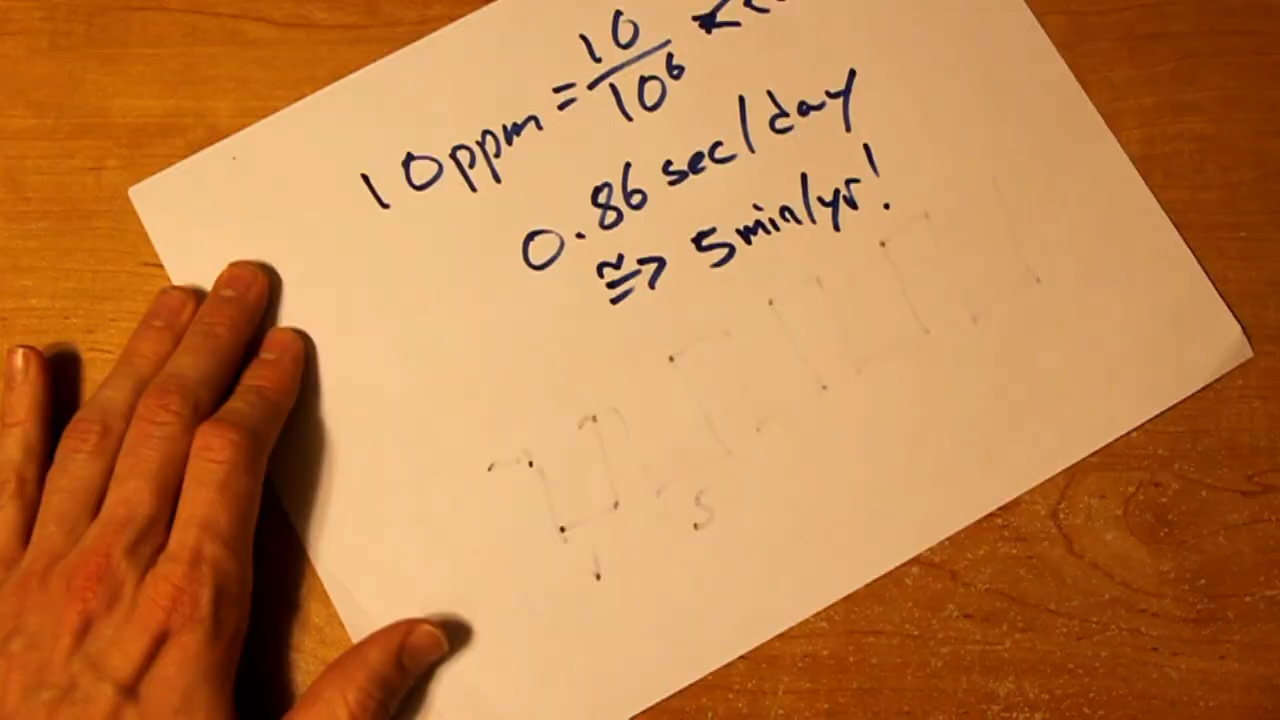 10ppm = 10/10⁶
0.86 sec/day
≅> 5min/yr!